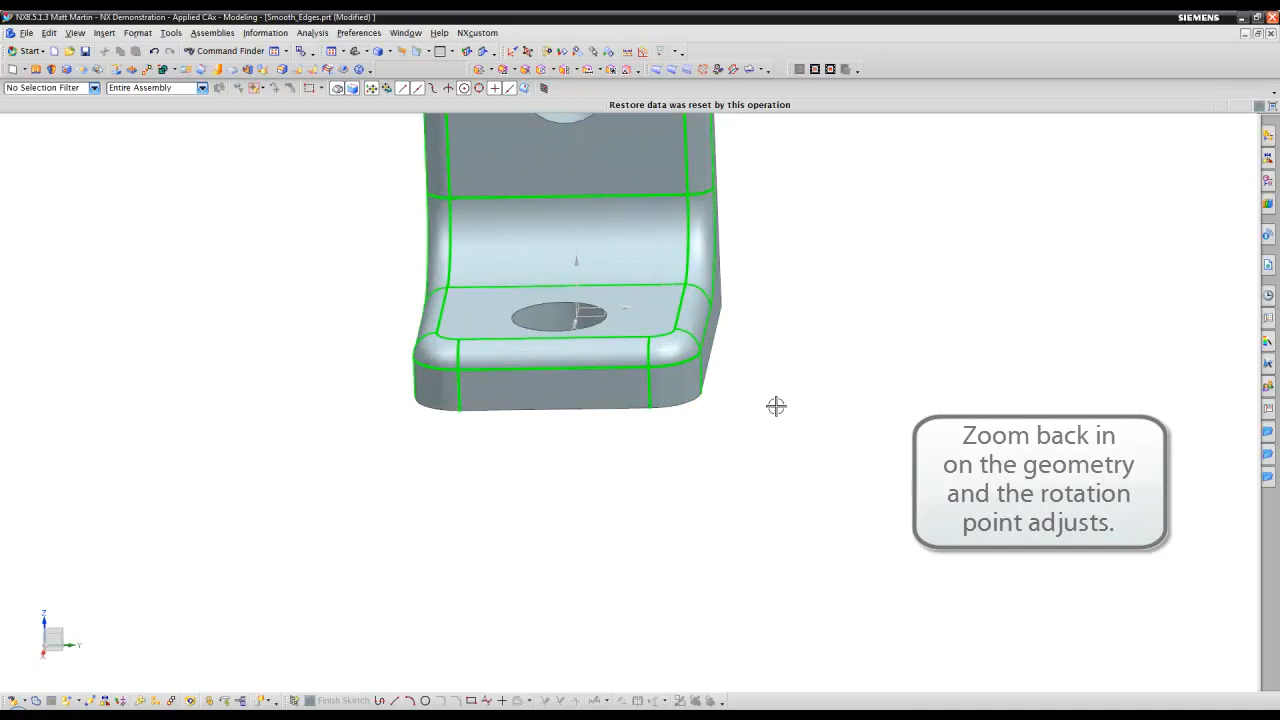 NX8.5.1.3 Matt Martin - NX Demonstration - Applied CAx - Modeling - [Smooth_Edges.prt (Modified) ]
SIEMENS
File Edit View Insert Format Tools Assemblies Information Analysis Preferences Window Help NXcustom
Start Command Finder
No Selection Filter Entire Assembly
Restore data was reset by this operation
Zoom back in
on the geometry
and the rotation
point adjusts.
Z
Y
X
Finish Sketch